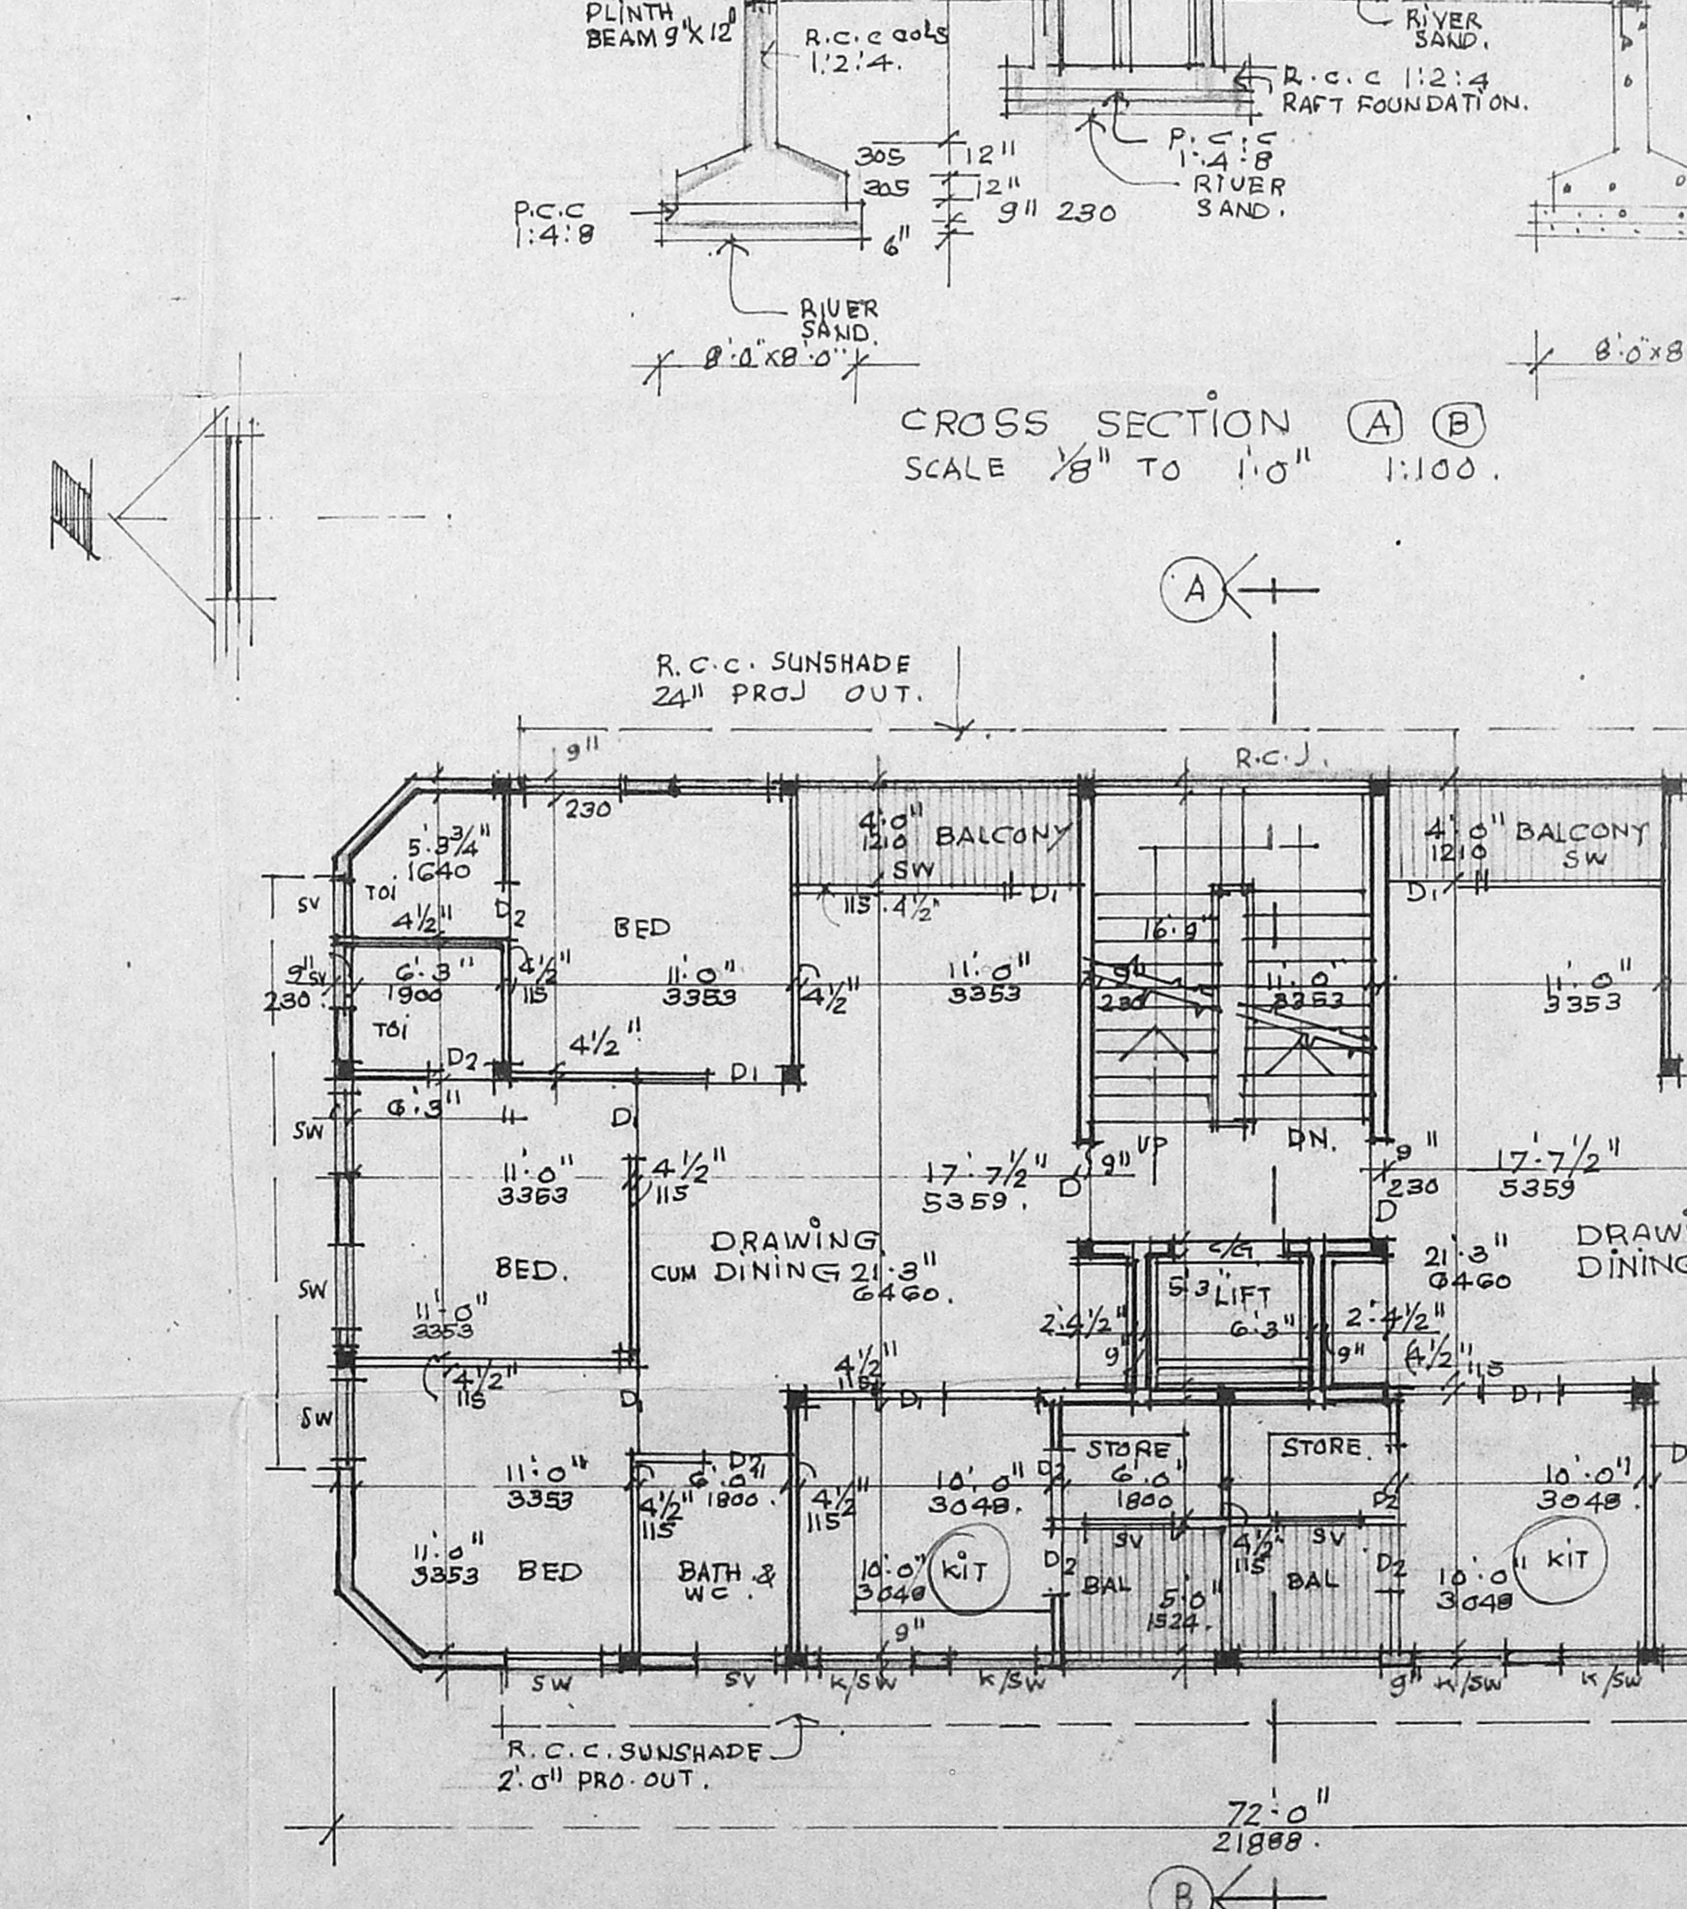 PLINTH
BEAM 9"X12"
R.C.C COLS
1:2:4.
RIVER
SAND.
R.C.C 1:2:4
RAFT FOUNDATION.
P.C.C
1:4:8
RIVER
SAND.
305 12"
305 12"
9" 230
6"
P.C.C
1:4:8
RIVER
SAND.
8'.0"X8'.0"
8'.0"X8
CROSS SECTION A B
SCALE 1/8" TO 1'.0" 1:100.
N
A
R.C.C. SUNSHADE
24" PROJ OUT.
9"
230
R.C.J.
5'.3 3/4"
1640
TOi
4 1/2"
D2
SV
BED
4'.0"
1210
BALCONY
SW
115 . 4 1/2"
D1
4'.0"
1210
BALCONY
SW
D1
9" SV
230.
6'.3"
1900
TOi
D2
4 1/2"
115
11'.0"
3353
4 1/2"
11'.0"
3353
16'.9"
9"
230
11'.0"
3353
11'.0"
3353
4 1/2"
D1
6'.3"
D1
SW
11'.0"
3353
4 1/2"
115
17'.7 1/2"
5359.
D
9"
UP
DN.
9"
230
D
17'.7 1/2"
5359
DRAWING
CUM DINING
21'.3"
6460.
BED.
SW
11'.0"
3353
C/G
5'.3"
LIFT
6'.3"
2'.4 1/2"
9"
2'.4 1/2"
9"
21'.3"
6460
DRAW
DINING
4 1/2"
115
4 1/2"
115
4 1/2"
115
D1
D1
D1
SW
D2
6'.0"
1800.
11'.0"
3353
4 1/2"
115
4 1/2
115
10'.0"
3048.
D2
STORE
6'.0"
1800
STORE.
D2
10'.0"
3048.
D
11'.0"
3353
BED
BATH &
WC.
10'.0"
3048
KiT
D2
SV
BAL
5'.0"
1524.
4 1/2"
115
SV
BAL
D2
10'.0"
3048
KiT
9"
SW
SV
K/SW
K/SW
9"
K/SW
K/SW
R.C.C. SUNSHADE
2'.0" PRO.OUT.
72'.0"
21888.
B